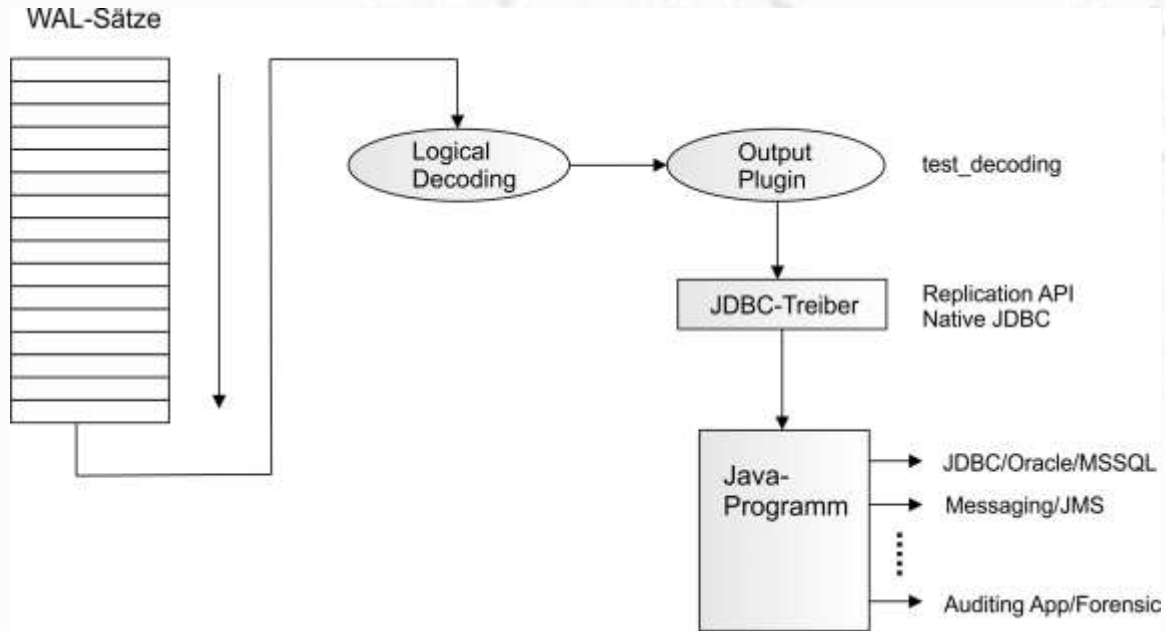 WAL-Sätze
Logical
Decoding
Output
Plugin
test_decoding
JDBC-Treiber
Replication API
Native JDBC
Java-
Programm
JDBC/Oracle/MSSQL
Messaging/JMS
Auditing App/Forensic